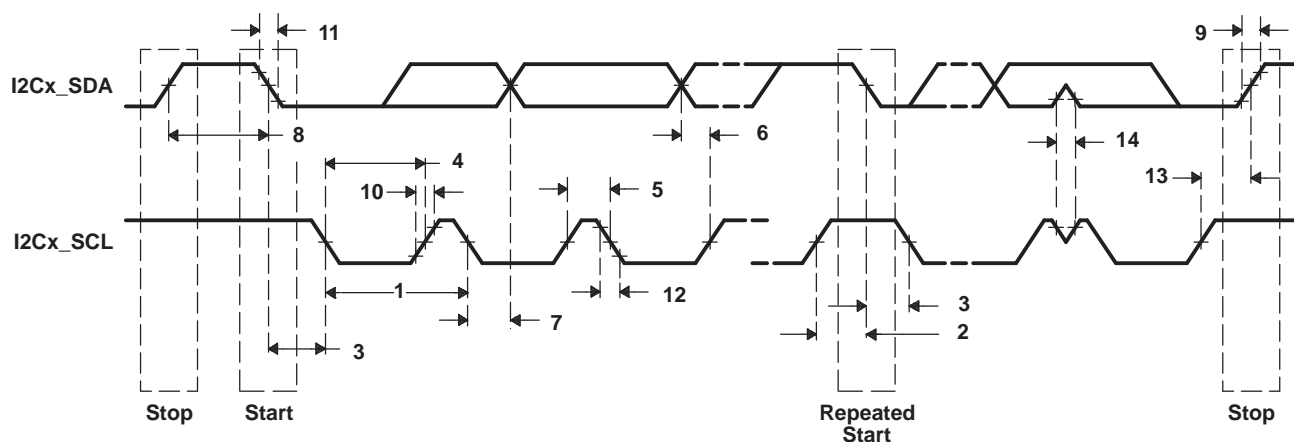 11
9
I2Cx_SDA
8
6
14
4
10
5
13
I2Cx_SCL
1
12
7
3
3
2
Stop
Start
Repeated
Start
Stop